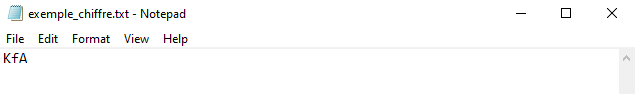 exemple_chiffre.txt - Notepad
File Edit Format View Help
KfA